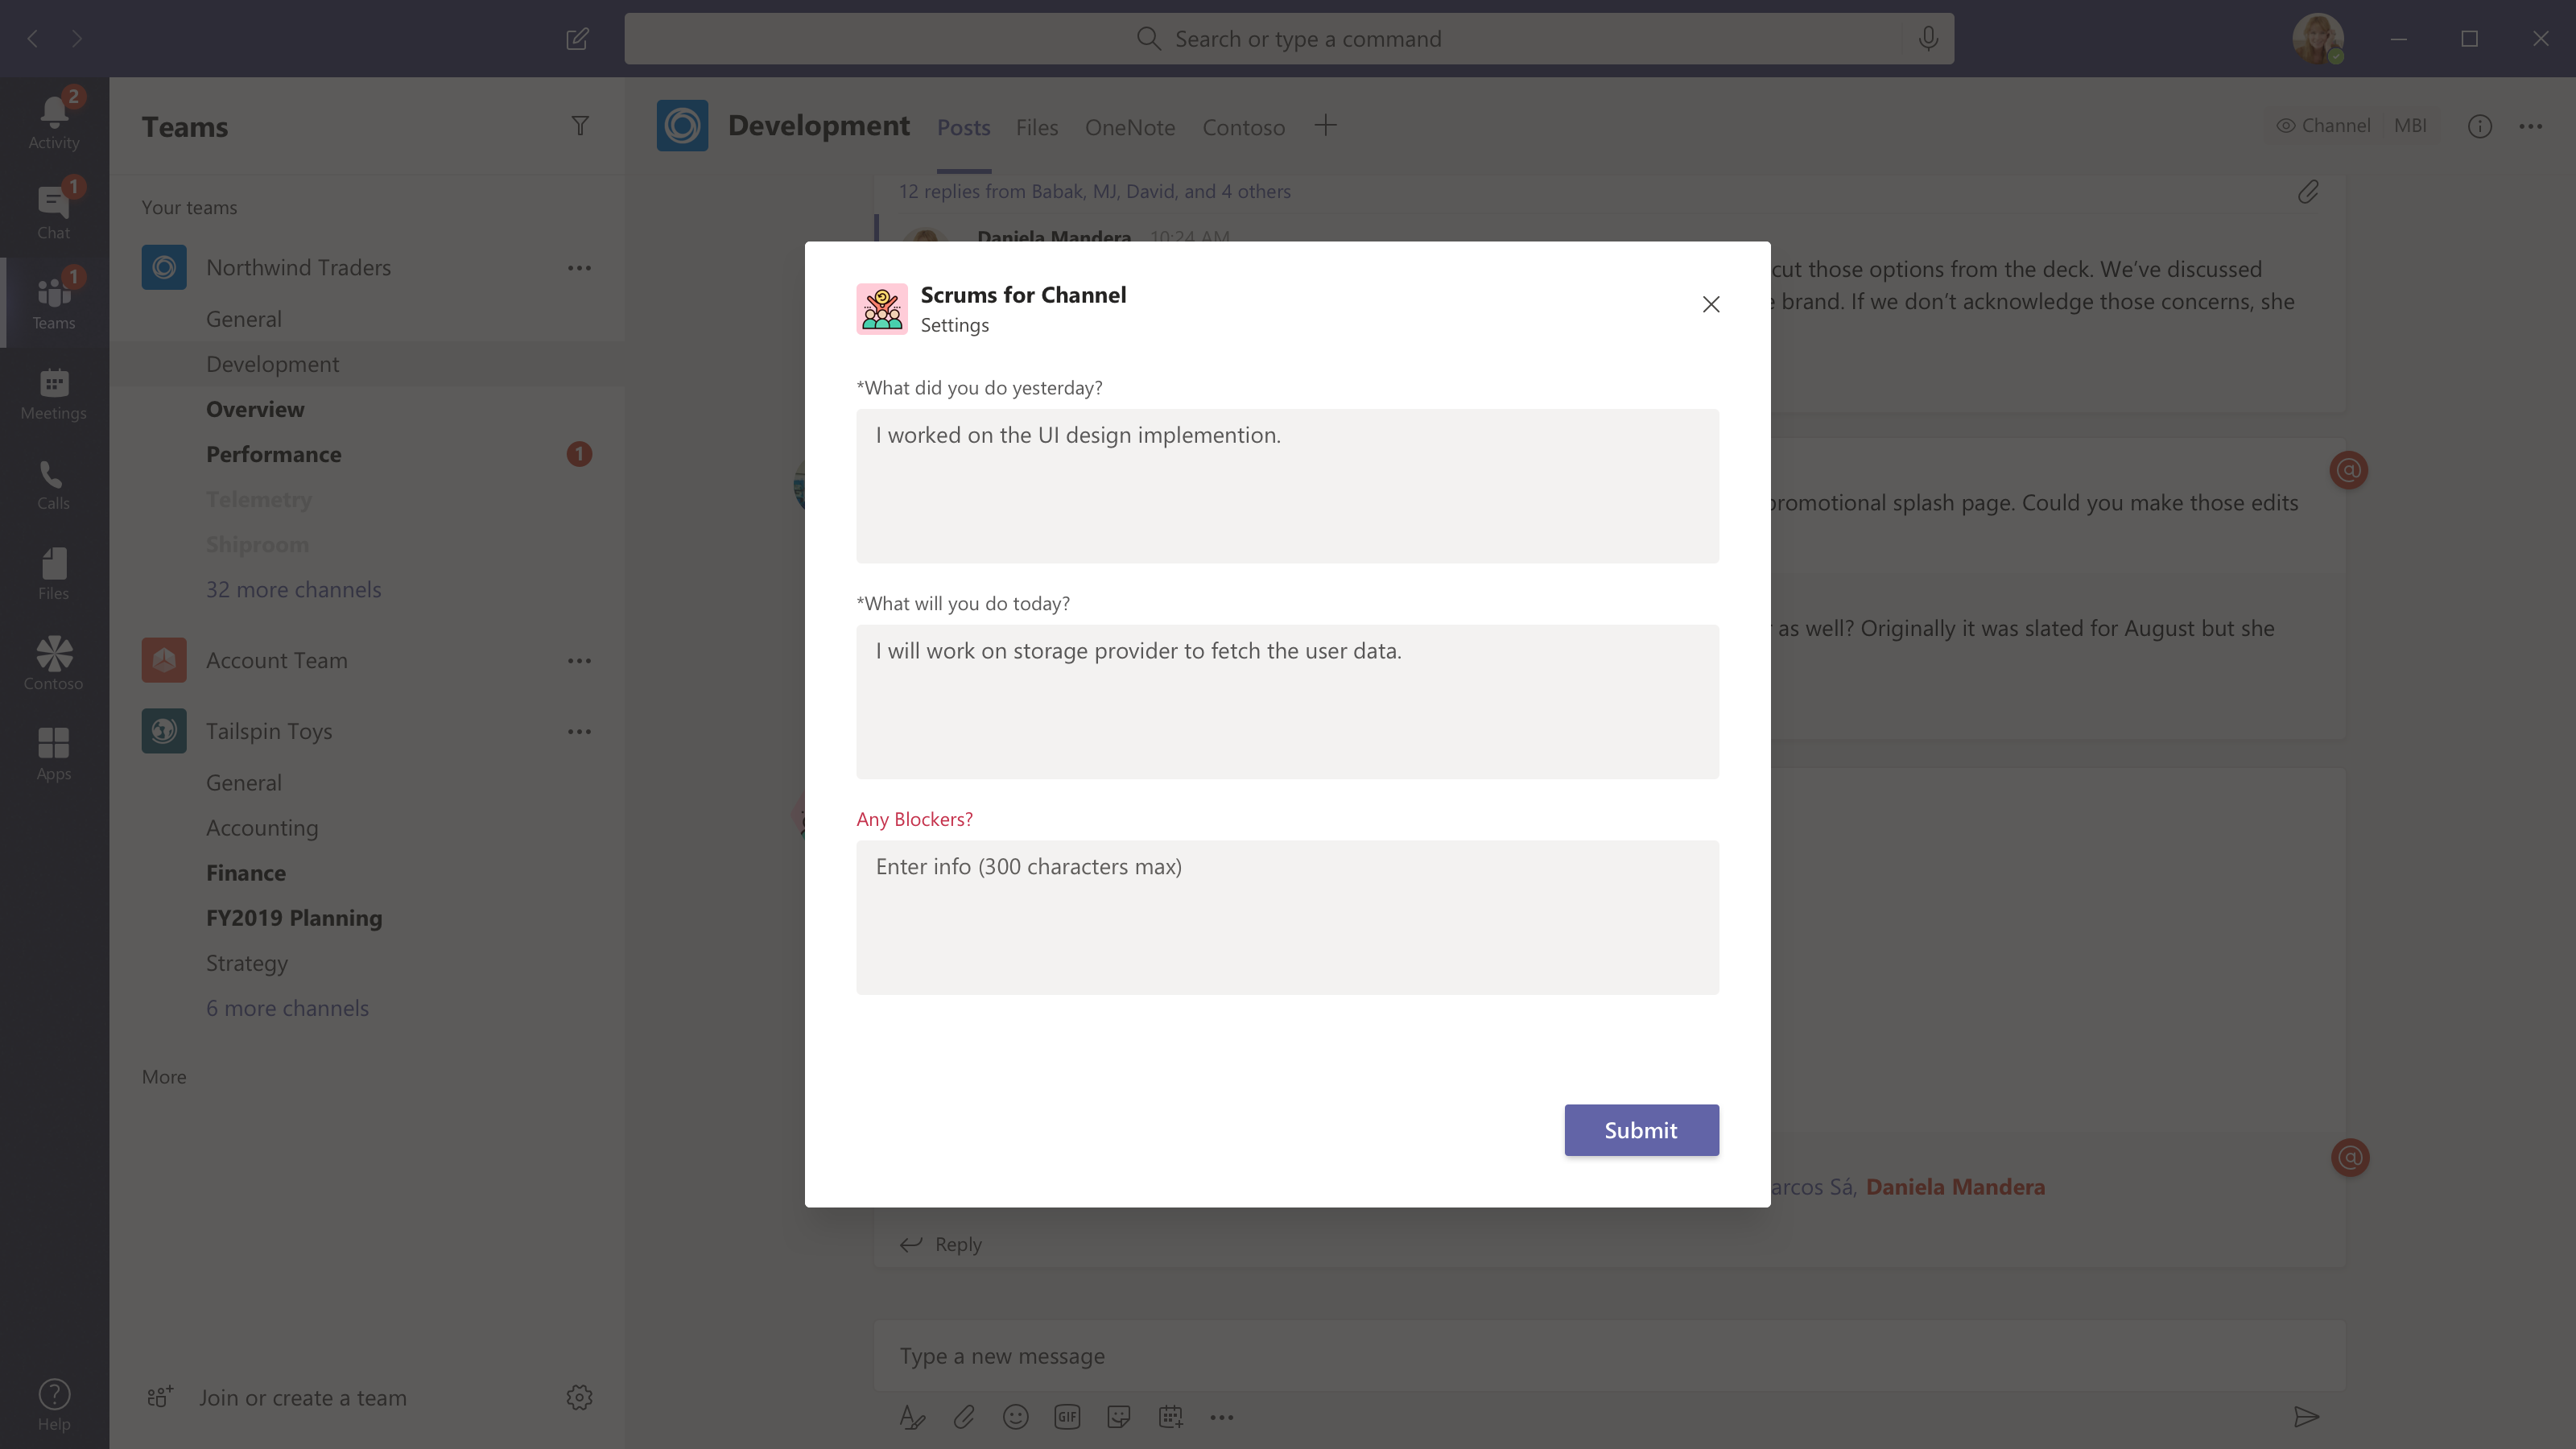 Search or type a command
2
Activity
1
Chat
1
Teams
Meetings
Calls
Files
Contoso
Apps
Help
Teams
Your teams
Northwind Traders
General
Development
Overview
Performance 1
Telemetry
Shiproom
32 more channels
Account Team
Tailspin Toys
General
Accounting
Finance
FY2019 Planning
Strategy
6 more channels
More
Join or create a team
Development Posts Files OneNote Contoso Channel MBI
12 replies from Babak, MJ, David, and 4 others
Daniela Mandera 10:24 AM
cut those options from the deck. We’ve discussed
brand. If we don’t acknowledge those concerns, she
promotional splash page. Could you make those edits
as well? Originally it was slated for August but she
Sá, Daniela Mandera
Scrums for Channel
Settings
*What did you do yesterday?
I worked on the UI design implemention.
*What will you do today?
I will work on storage provider to fetch the user data.
Any Blockers?
Enter info (300 characters max)
Submit
Reply
Type a new message
GIF